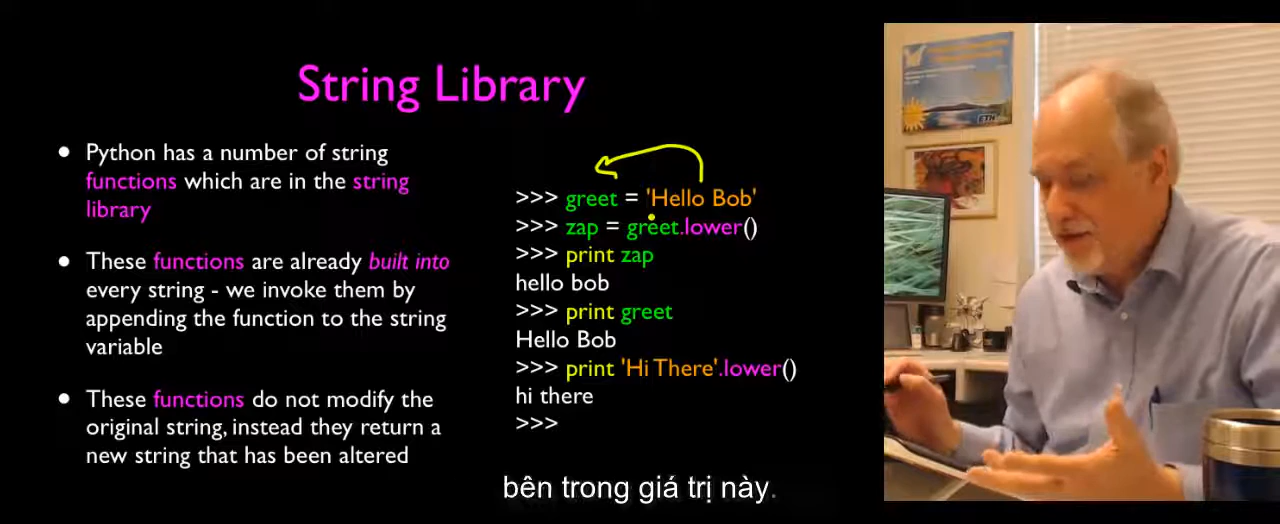 String Library
Python has a number of string
functions which are in the string
library
These functions are already built into
every string - we invoke them by
appending the function to the string
variable
These functions do not modify the
original string, instead they return a
new string that has been altered
>>> greet = 'Hello Bob'
>>> zap = greet.lower()
>>> print zap
hello bob
>>> print greet
Hello Bob
>>> print 'Hi There'.lower()
hi there
>>>
ETH
bên trong giá trị này.